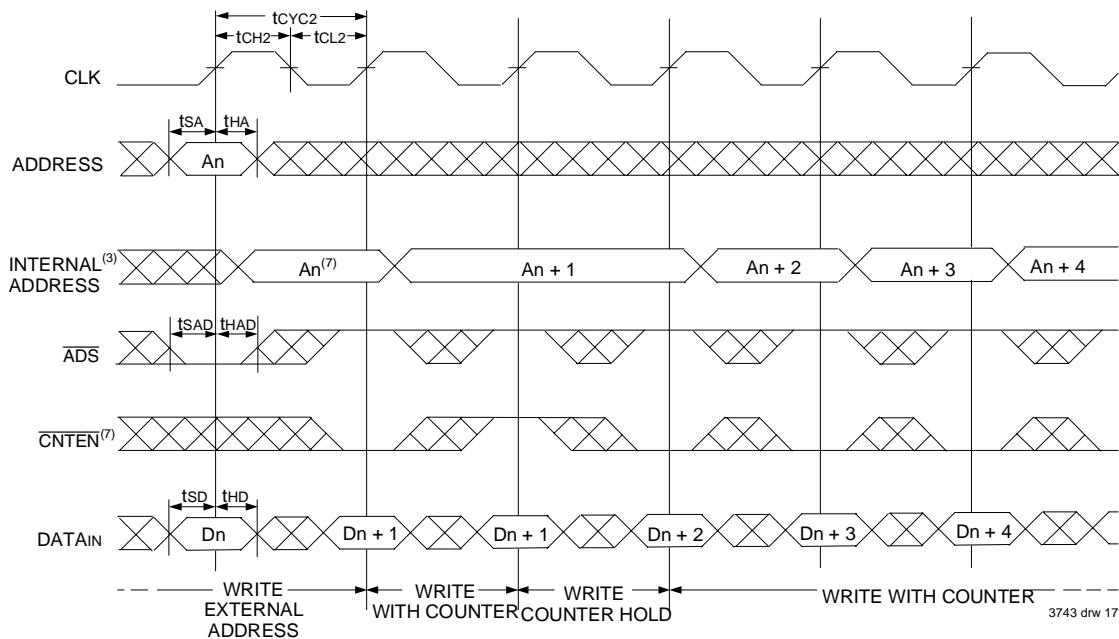 tCYC2
tCH2 tCL2
CLK
tSA tHA
ADDRESS An
INTERNAL(3) ADDRESS An(7) An + 1 An + 2 An + 3 An + 4
tSAD tHAD
ADS
CNTEN(7)
tSD tHD
DATAIN Dn Dn + 1 Dn + 1 Dn + 2 Dn + 3 Dn + 4
WRITE EXTERNAL ADDRESS
WRITE WITH COUNTER
WRITE COUNTER HOLD
WRITE WITH COUNTER
3743 drw 17